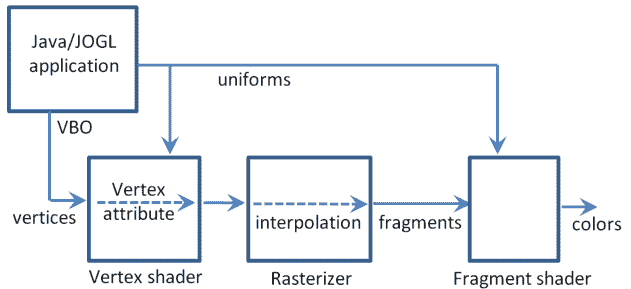 Java/JOGL
application
uniforms
VBO
Vertex
attribute
vertices
interpolation
fragments
colors
Vertex shader
Rasterizer
Fragment shader